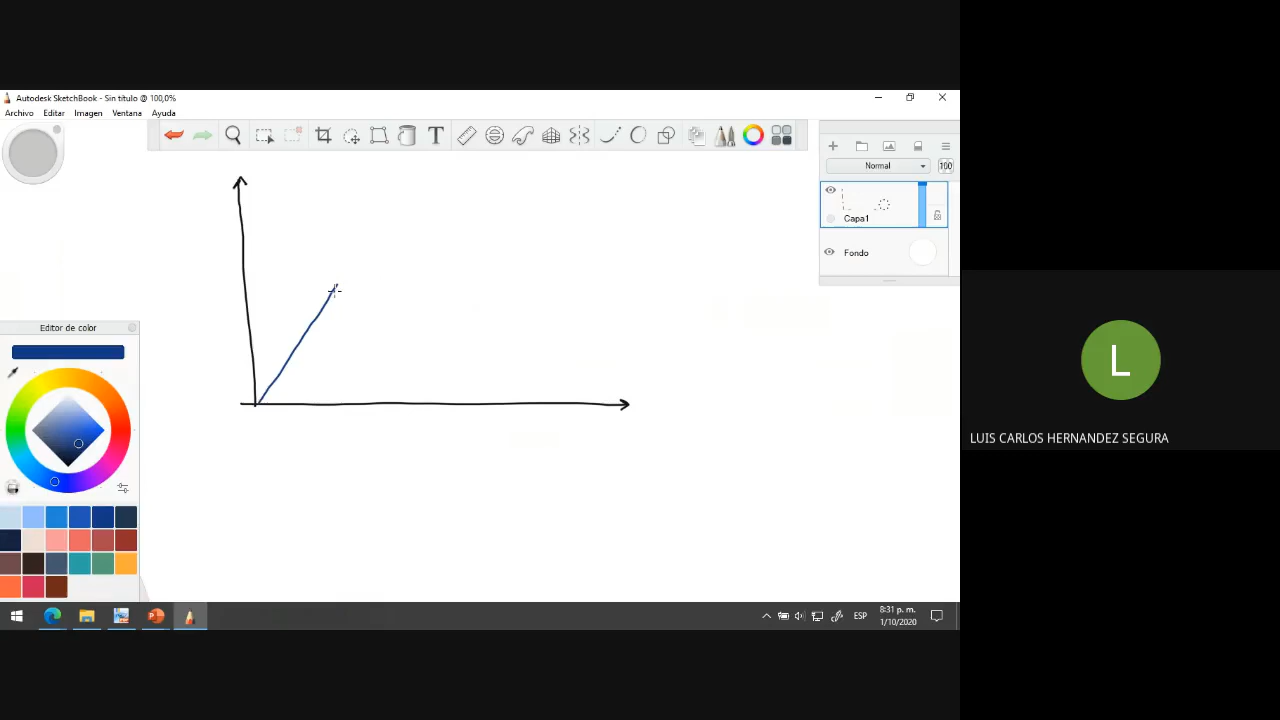 Autodesk SketchBook - Sin título @ 100,0%
Archivo Editar Imagen Ventana Ayuda
T
Normal 100
Capa1
Fondo
Editor de color
L
LUIS CARLOS HERNANDEZ SEGURA
ESP
8:31 p. m.
1/10/2020